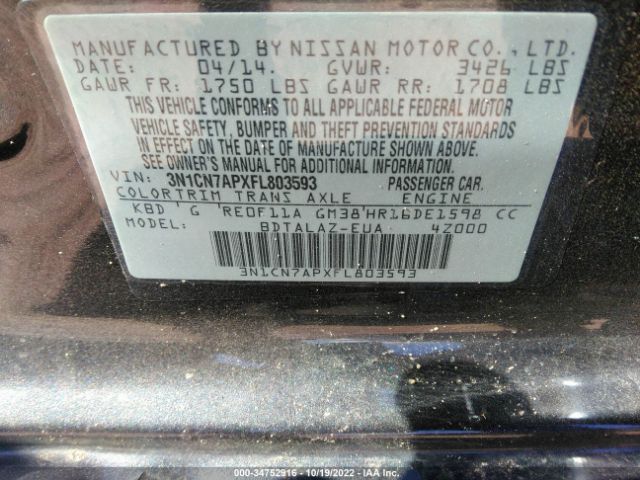 MANUFACTURED BY NISSAN MOTOR CO., LTD.
DATE: 04/14. GVWR: 3426 LBS
GAWR FR: 1750 LBS GAWR RR: 1708 LBS
THIS VEHICLE CONFORMS TO ALL APPLICABLE FEDERAL MOTOR
VEHICLE SAFETY, BUMPER AND THEFT PREVENTION STANDARDS
IN EFFECT ON THE DATE OF MANUFACTURE SHOWN ABOVE.
SEE OWNER'S MANUAL FOR ADDITIONAL INFORMATION.
VIN: 3N1CN7APXFL803593 PASSENGER CAR.
COLOR TRIM TRANS AXLE ENGINE
KBD G RE0F11A GM38 HR16DE1598 CC
MODEL: BDTALAZ-EUA 4Z000
3N1CN7APXFL803593
000-34752916 | 10/19/2022 | Copyright: IAA